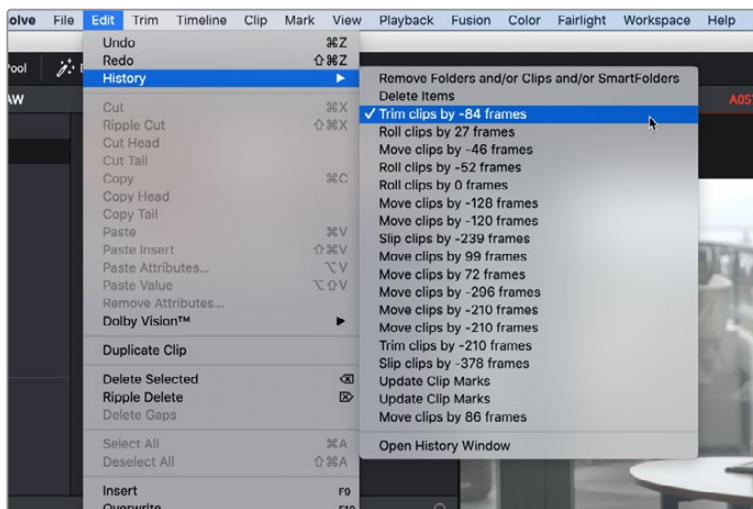 olve File Edit Trim Timeline Clip Mark View Playback Fusion Color Fairlight Workspace Help
Undo ⌘Z
Redo ⇧⌘Z
History ▶
Cut ⌘X
Ripple Cut ⇧⌘X
Cut Head
Cut Tail
Copy ⌘C
Copy Head
Copy Tail
Paste ⌘V
Paste Insert ⇧⌘V
Paste Attributes... ⌥V
Paste Value ⌥⇧V
Remove Attributes...
Dolby Vision™ ▶
Duplicate Clip
Delete Selected ⌫
Ripple Delete ⌦
Delete Gaps
Select All ⌘A
Deselect All ⇧⌘A
Insert F9
Overwrite F10
Remove Folders and/or Clips and/or SmartFolders
Delete Items
✓ Trim clips by -84 frames
Roll clips by 27 frames
Move clips by -46 frames
Roll clips by -52 frames
Roll clips by 0 frames
Move clips by -128 frames
Move clips by -120 frames
Slip clips by -239 frames
Move clips by 99 frames
Move clips by 72 frames
Move clips by -296 frames
Move clips by -210 frames
Move clips by -210 frames
Trim clips by -210 frames
Slip clips by -378 frames
Update Clip Marks
Update Clip Marks
Move clips by 86 frames
Open History Window
ool
AW
A05